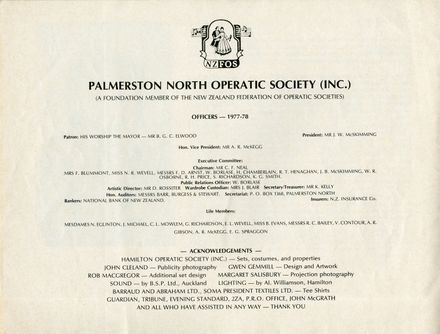 NZFOS
PALMERSTON NORTH OPERATIC SOCIETY (INC.)
(A FOUNDATION MEMBER OF THE NEW ZEALAND FEDERATION OF OPERATIC SOCIETIES)
OFFICERS — 1977-78
Patron: HIS WORSHIP THE MAYOR — MR B. G. C. ELWOOD President: MR J. W. McSKIMMING
Hon. Vice President: MR A. R. McKEGG
Executive Committee:
Chairman: MR C. F. NEAL
MRS F. BLUMMONT, MISS N. R. WEVELL, MESSRS F. D. ARNST, W. BORLASE, H. CHAMBERLAIN, R. T. HENAGHAN, J. B. McSKIMMING, W. R.
OSBORNE, R. H. PRICE, S. RICHARDSON, K. G. SMITH.
Public Relations Officer: W. BORLASE
Artistic Director: MR D. ROSSITER Wardrobe Custodian: MRS J. BLAIR Secretary-Treasurer: MR K. KELLY
Hon. Auditors: MESSRS BARR, BURGESS & STEWART. Secretariat: P.O. BOX 1368, PALMERSTON NORTH
Bankers: NATIONAL BANK OF NEW ZEALAND. Insurers: N.Z. INSURANCE Co.
Life Members:
MESDAMES N. EGLINTON, J. MICHAEL, C. L. MOWLEM, G. RICHARDSON, E. L. WEVELL, MISS B. EVANS, MESSRS R. C. BAILEY, V. CONTOUR, A. R.
GIBSON, A. R. McKEGG, E. G. SPRAGGON
— ACKNOWLEDGEMENTS —
HAMILTON OPERATIC SOCIETY (INC.) — Sets, costumes, and properties
JOHN CLELAND — Publicity photography GWEN GEMMILL — Design and Artwork
ROB MACGREGOR — Additional set design MARGARET SALISBURY — Projection photography
SOUND — by B.S.P. Ltd., Auckland LIGHTING — by Al. Williamson, Hamilton
BARRAUD AND ABRAHAM LTD., SOMA PRESIDENT TEXTILES LTD. — Tee Shirts
GUARDIAN, TRIBUNE, EVENING STANDARD, 2ZA, P.R.O. OFFICE, JOHN McGRATH
AND ALL WHO HAVE ASSISTED IN ANY WAY — THANK YOU